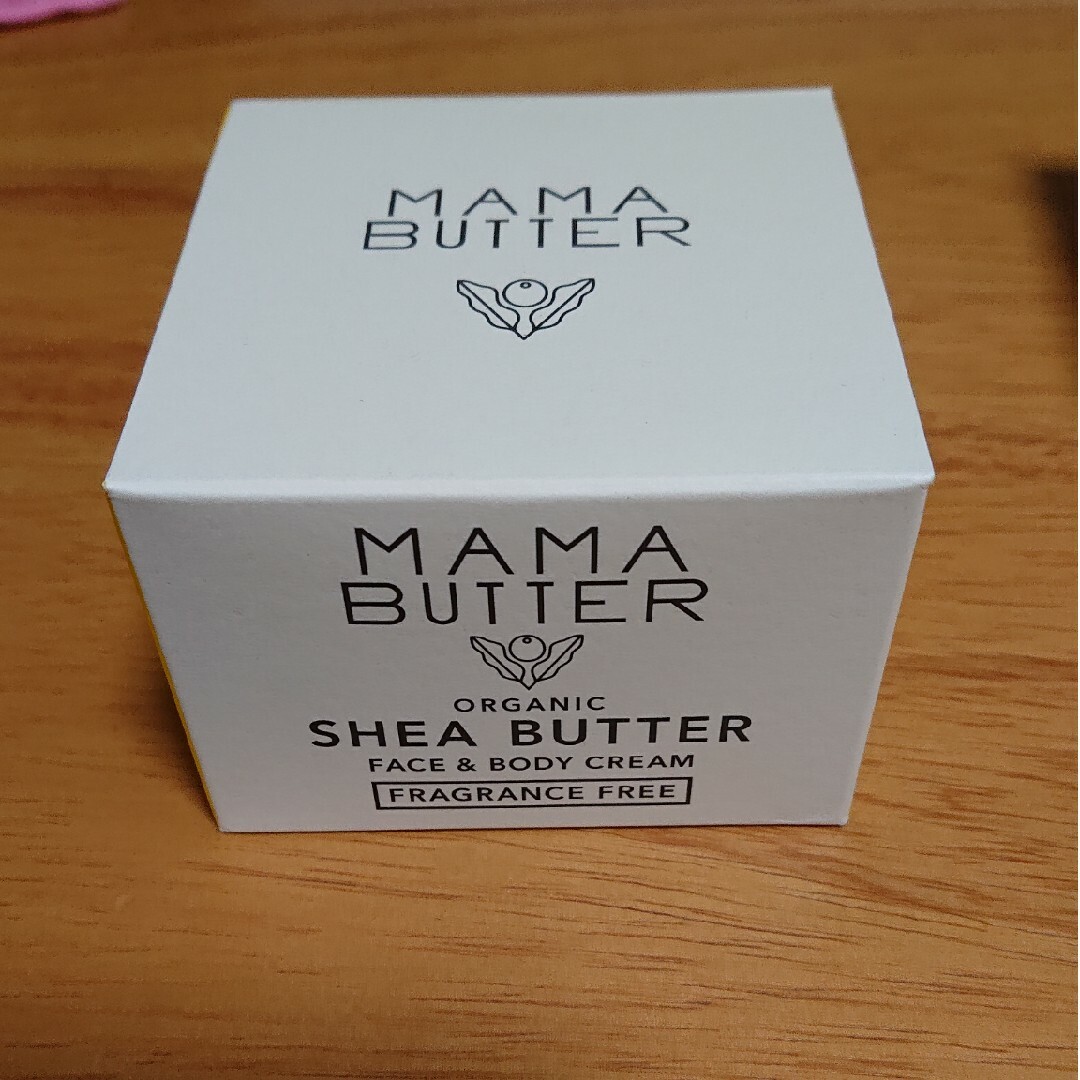 MAMA
BUTTER
MAMA
BUTTER
ORGANIC
SHEA BUTTER
FACE & BODY CREAM
FRAGRANCE FREE